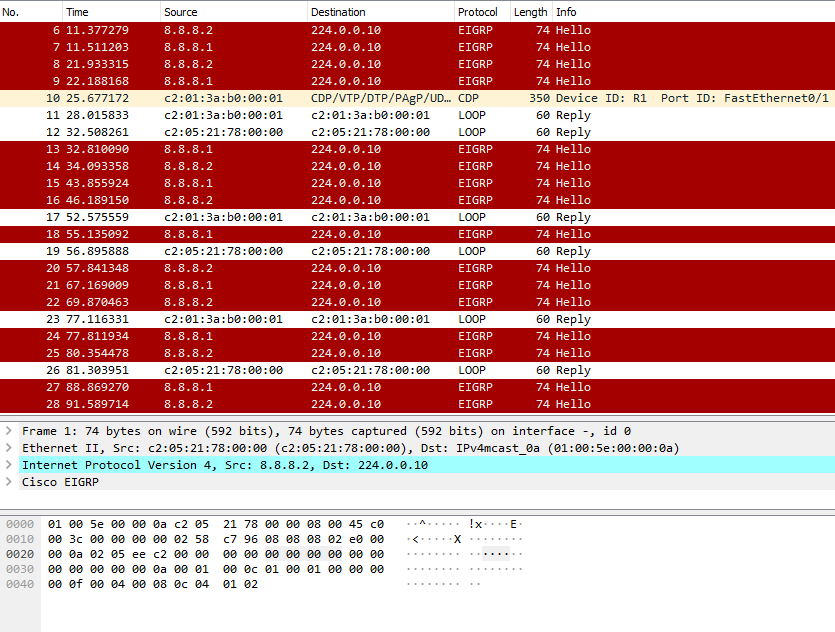 No. Time Source Destination Protocol Length Info
6 11.377279 8.8.8.2 224.0.0.10 EIGRP 74 Hello
7 11.511203 8.8.8.1 224.0.0.10 EIGRP 74 Hello
8 21.933315 8.8.8.2 224.0.0.10 EIGRP 74 Hello
9 22.188168 8.8.8.1 224.0.0.10 EIGRP 74 Hello
10 25.677172 c2:01:3a:b0:00:01 CDP/VTP/DTP/PAgP/UD… CDP 350 Device ID: R1 Port ID: FastEthernet0/1
11 28.015833 c2:01:3a:b0:00:01 c2:01:3a:b0:00:01 LOOP 60 Reply
12 32.508261 c2:05:21:78:00:00 c2:05:21:78:00:00 LOOP 60 Reply
13 32.810090 8.8.8.1 224.0.0.10 EIGRP 74 Hello
14 34.093358 8.8.8.2 224.0.0.10 EIGRP 74 Hello
15 43.855924 8.8.8.1 224.0.0.10 EIGRP 74 Hello
16 46.189150 8.8.8.2 224.0.0.10 EIGRP 74 Hello
17 52.575559 c2:01:3a:b0:00:01 c2:01:3a:b0:00:01 LOOP 60 Reply
18 55.135092 8.8.8.1 224.0.0.10 EIGRP 74 Hello
19 56.895888 c2:05:21:78:00:00 c2:05:21:78:00:00 LOOP 60 Reply
20 57.841348 8.8.8.2 224.0.0.10 EIGRP 74 Hello
21 67.169009 8.8.8.1 224.0.0.10 EIGRP 74 Hello
22 69.870463 8.8.8.2 224.0.0.10 EIGRP 74 Hello
23 77.116331 c2:01:3a:b0:00:01 c2:01:3a:b0:00:01 LOOP 60 Reply
24 77.811934 8.8.8.1 224.0.0.10 EIGRP 74 Hello
25 80.354478 8.8.8.2 224.0.0.10 EIGRP 74 Hello
26 81.303951 c2:05:21:78:00:00 c2:05:21:78:00:00 LOOP 60 Reply
27 88.869270 8.8.8.1 224.0.0.10 EIGRP 74 Hello
28 91.589714 8.8.8.2 224.0.0.10 EIGRP 74 Hello
Frame 1: 74 bytes on wire (592 bits), 74 bytes captured (592 bits) on interface -, id 0
Ethernet II, Src: c2:05:21:78:00:00 (c2:05:21:78:00:00), Dst: IPv4mcast_0a (01:00:5e:00:00:0a)
Internet Protocol Version 4, Src: 8.8.8.2, Dst: 224.0.0.10
Cisco EIGRP
0000 01 00 5e 00 00 0a c2 05 21 78 00 00 08 00 45 c0 ··^····· !x····E·
0010 00 3c 00 00 00 00 02 58 c7 96 08 08 08 02 e0 00 ·<·····X ········
0020 00 0a 02 05 ee c2 00 00 00 00 00 00 00 00 00 00 ········ ········
0030 00 00 00 00 00 0a 00 01 00 0c 01 00 01 00 00 00 ········ ········
0040 00 0f 00 04 00 08 0c 04 01 02 ········ ··